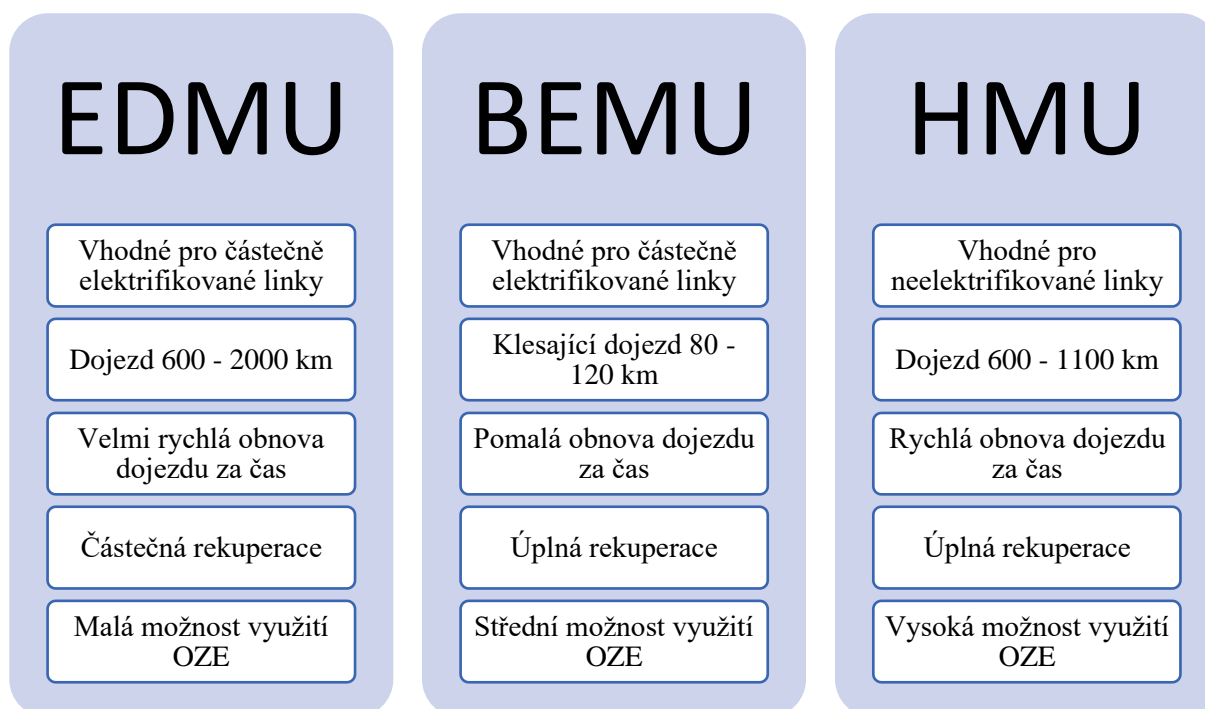 EDMU
Vhodné pro částečně
elektrifikované linky
Dojezd 600 - 2000 km
Velmi rychlá obnova
dojezdu za čas
Částečná rekuperace
Malá možnost využití
OZE
BEMU
Vhodné pro částečně
elektrifikované linky
Klesající dojezd 80 -
120 km
Pomalá obnova dojezdu
za čas
Úplná rekuperace
Střední možnost využití
OZE
HMU
Vhodné pro
neelektrifikované linky
Dojezd 600 - 1100 km
Rychlá obnova dojezdu
za čas
Úplná rekuperace
Vysoká možnost využití
OZE